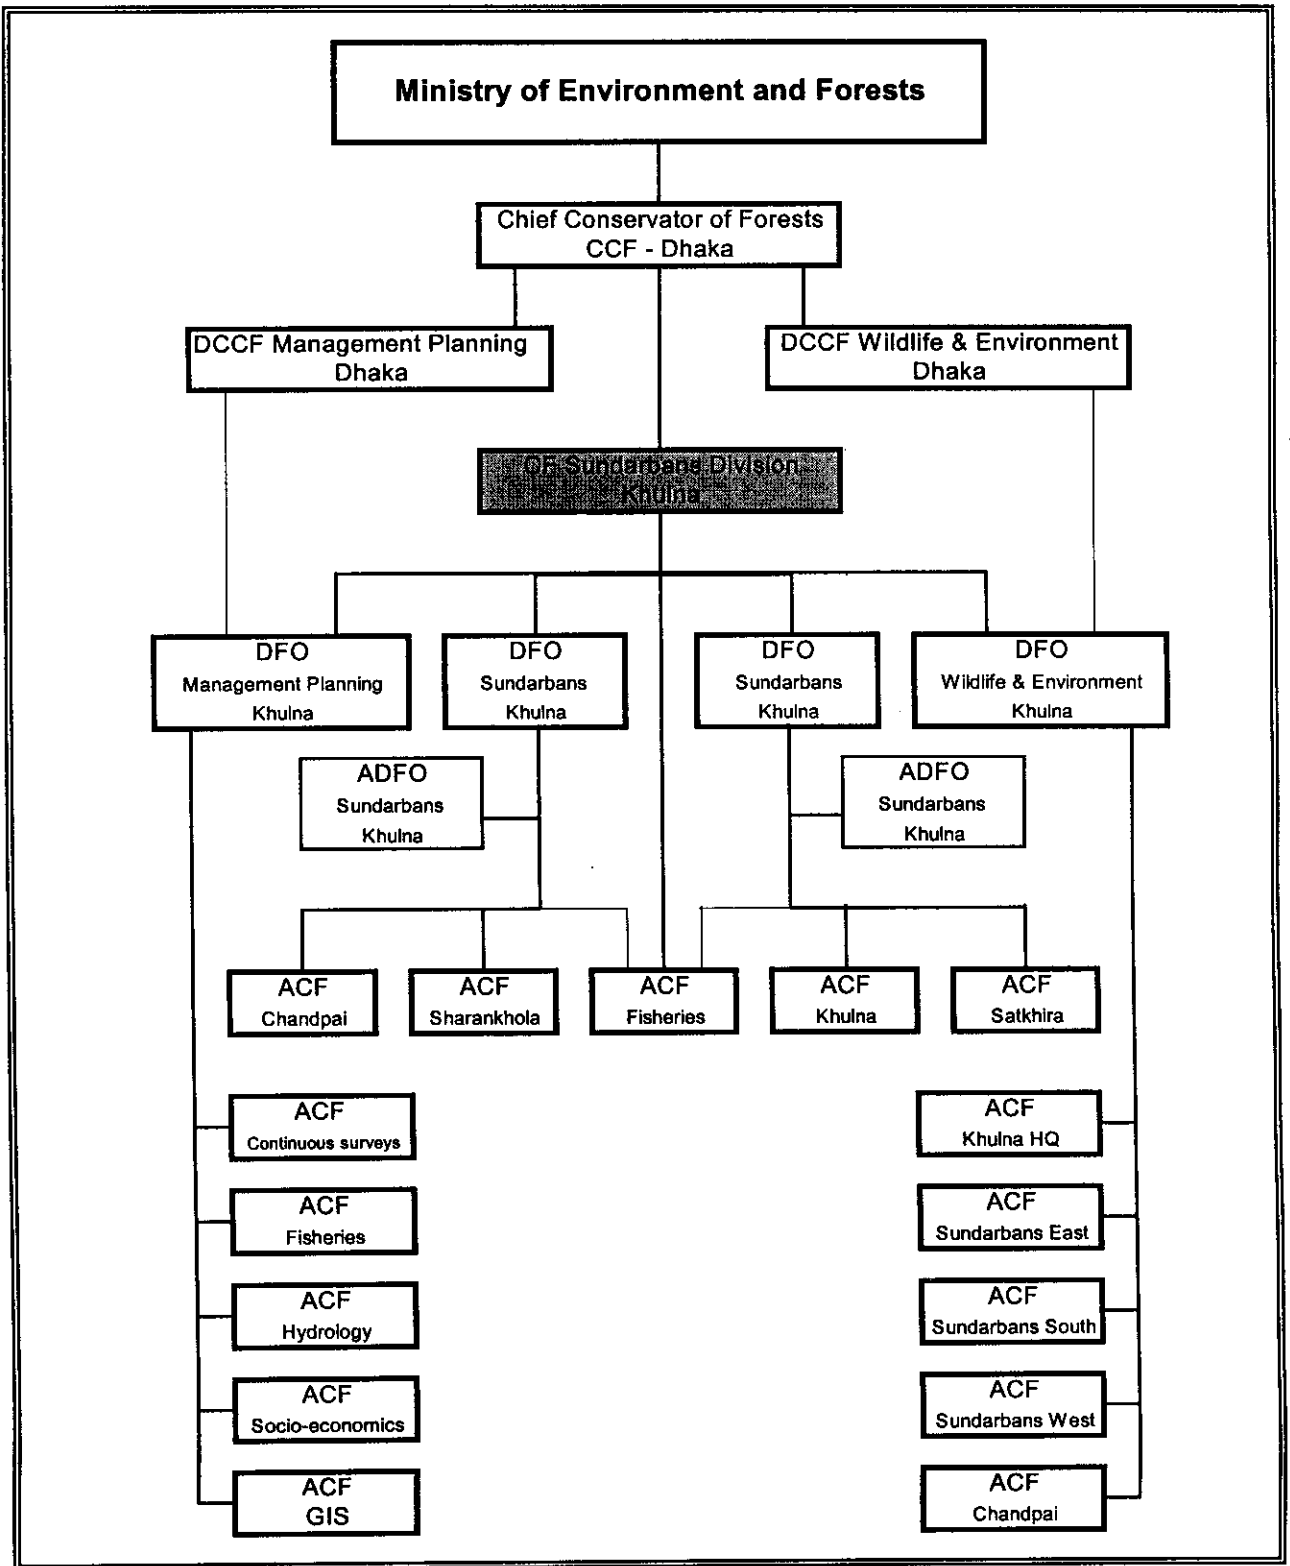 Ministry of Environment and Forests
Chief Conservator of Forests
CCF - Dhaka
DCCF Management Planning
Dhaka
DCCF Wildlife & Environment
Dhaka
CF Sundarbans Division
Khulna
DFO
Management Planning
Khulna
DFO
Sundarbans
Khulna
DFO
Sundarbans
Khulna
DFO
Wildlife & Environment
Khulna
ADFO
Sundarbans
Khulna
ADFO
Sundarbans
Khulna
ACF
Chandpai
ACF
Sharankhola
ACF
Fisheries
ACF
Khulna
ACF
Satkhira
ACF
Continuous surveys
ACF
Fisheries
ACF
Hydrology
ACF
Socio-economics
ACF
GIS
ACF
Khulna HQ
ACF
Sundarbans East
ACF
Sundarbans South
ACF
Sundarbans West
ACF
Chandpai